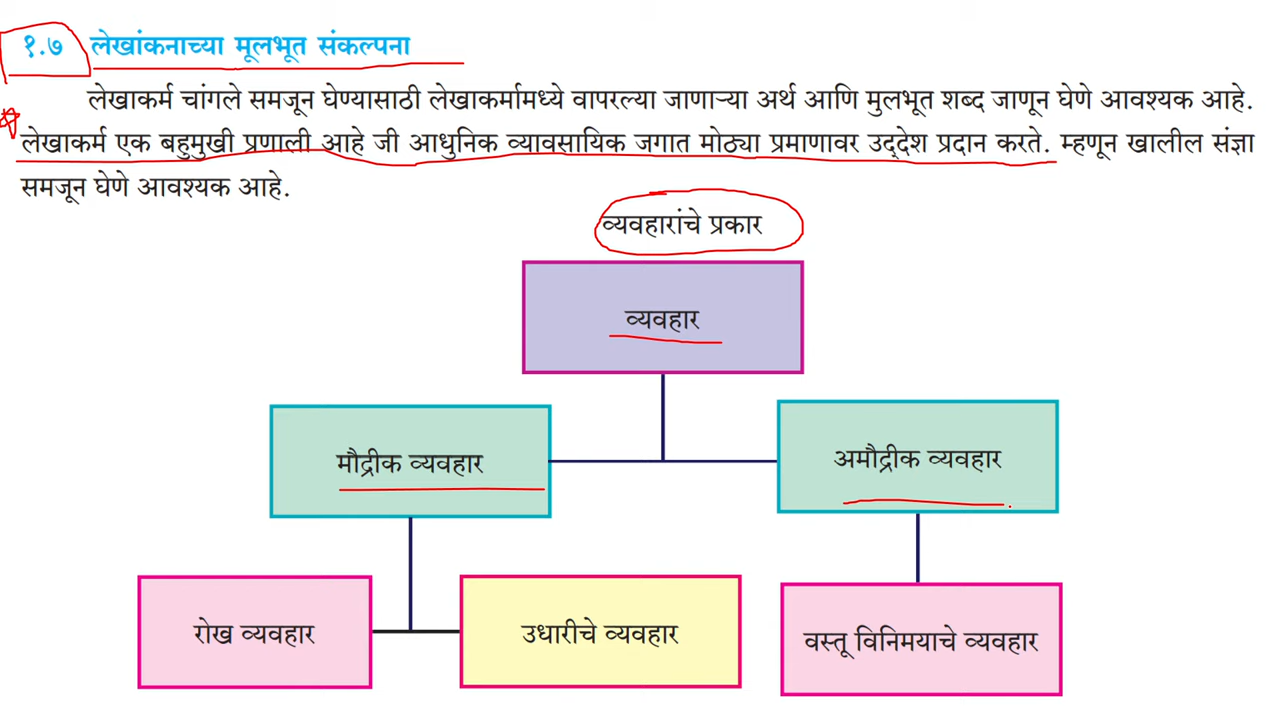 १.७ लेखांकनाच्या मूलभूत संकल्पना
लेखाकर्म चांगले समजून घेण्यासाठी लेखाकर्मामध्ये वापरल्या जाणाऱ्या अर्थ आणि मुलभूत शब्द जाणून घेणे आवश्यक आहे.
लेखाकर्म एक बहुमुखी प्रणाली आहे जी आधुनिक व्यावसायिक जगात मोठ्या प्रमाणावर उद्‌देश प्रदान करते. म्हणून खालील संज्ञा
समजून घेणे आवश्यक आहे.
व्यवहारांचे प्रकार
व्यवहार
मौद्रीक व्यवहार
अमौद्रीक व्यवहार
रोख व्यवहार
उधारीचे व्यवहार
वस्तू विनिमयाचे व्यवहार